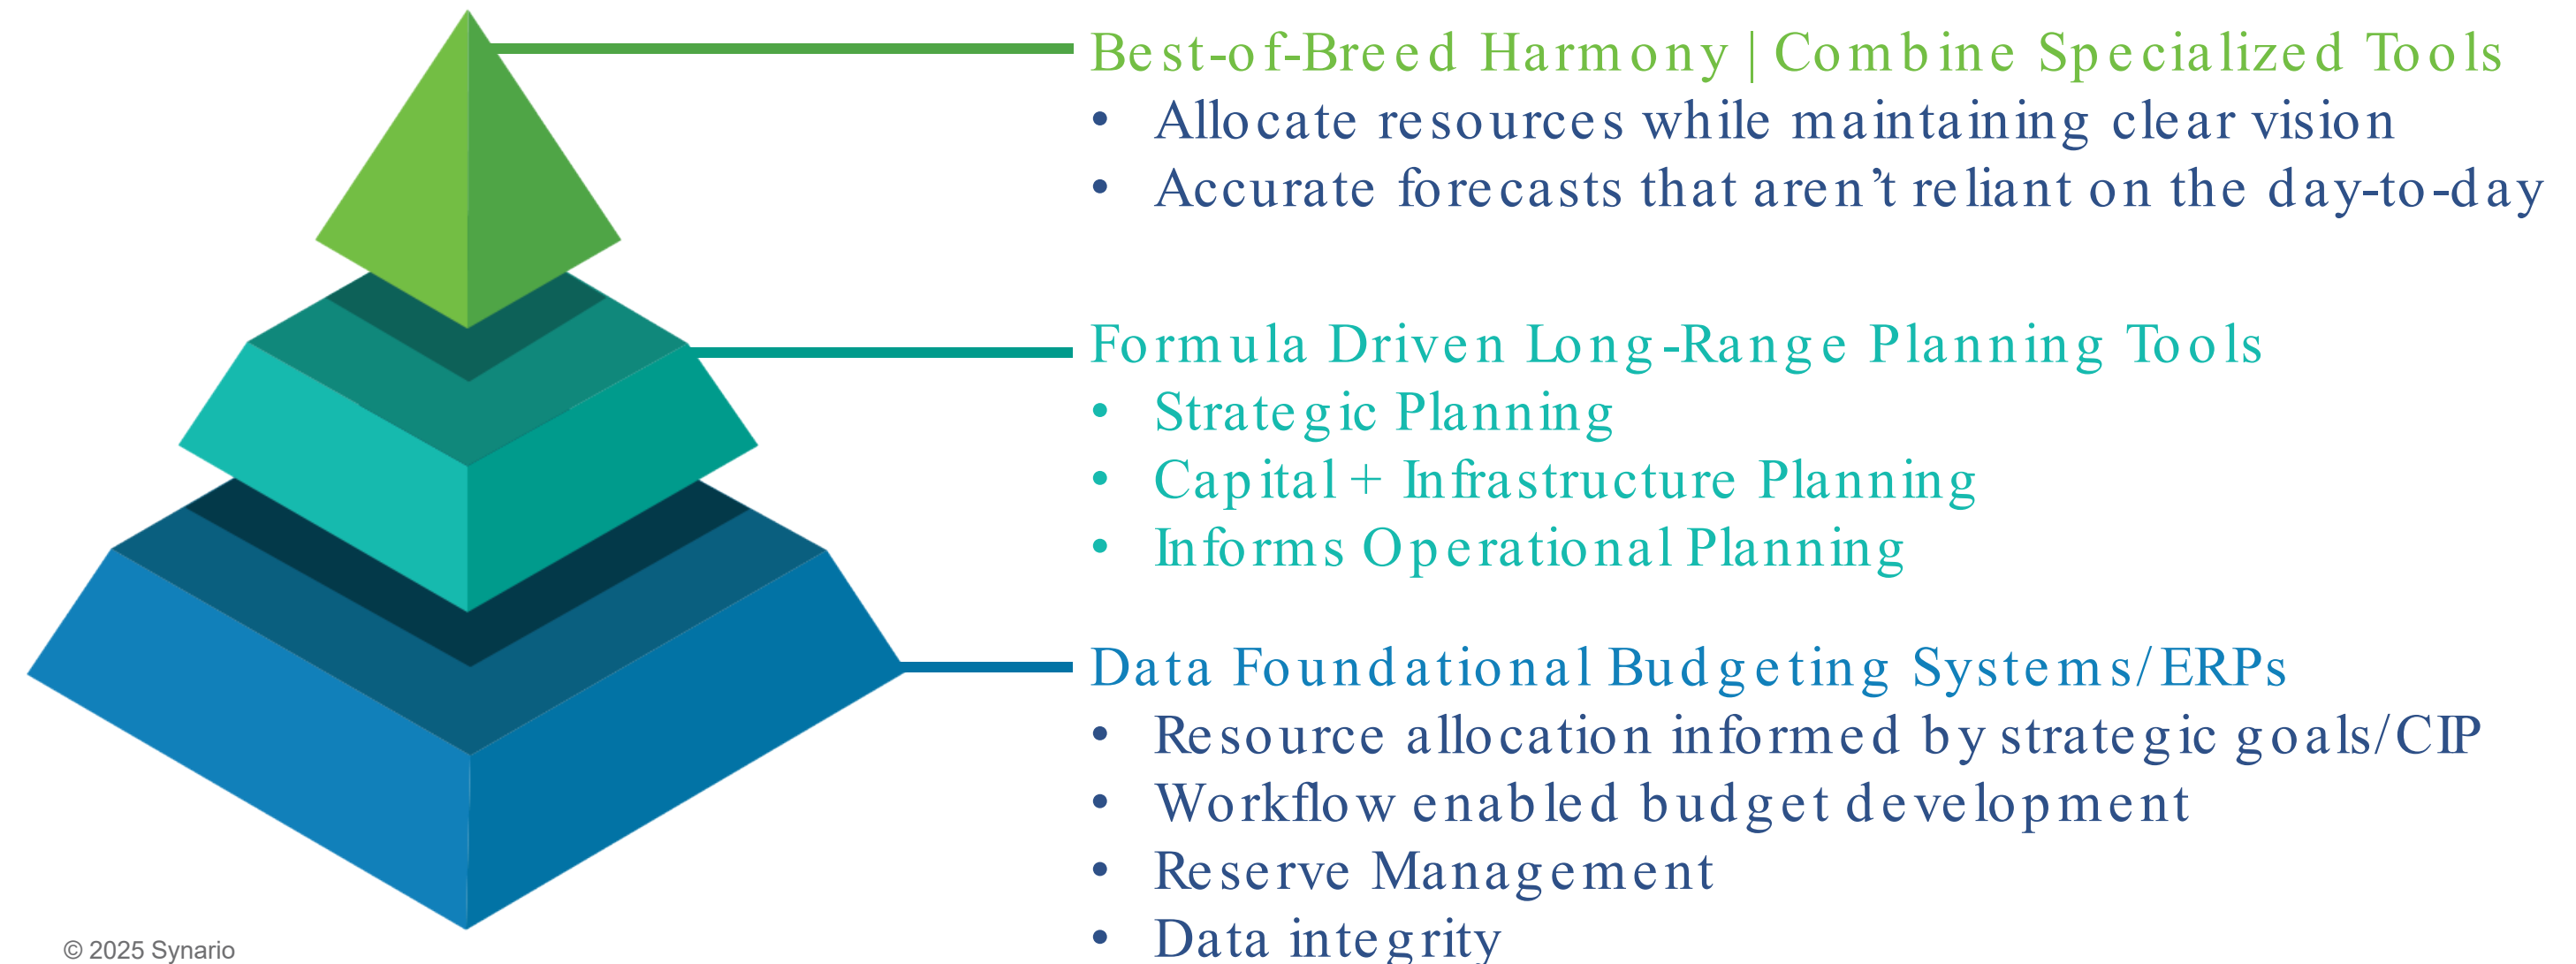 Best-of-Breed Harmony | Combine Specialized Tools
• Allocate resources while maintaining clear vision
• Accurate forecasts that aren’t reliant on the day-to-day
Formula Driven Long-Range Planning Tools
• Strategic Planning
• Capital + Infrastructure Planning
• Informs Operational Planning
Data Foundational Budgeting Systems/ERPs
• Resource allocation informed by strategic goals/CIP
• Workflow enabled budget development
• Reserve Management
• Data integrity
© 2025 Synario